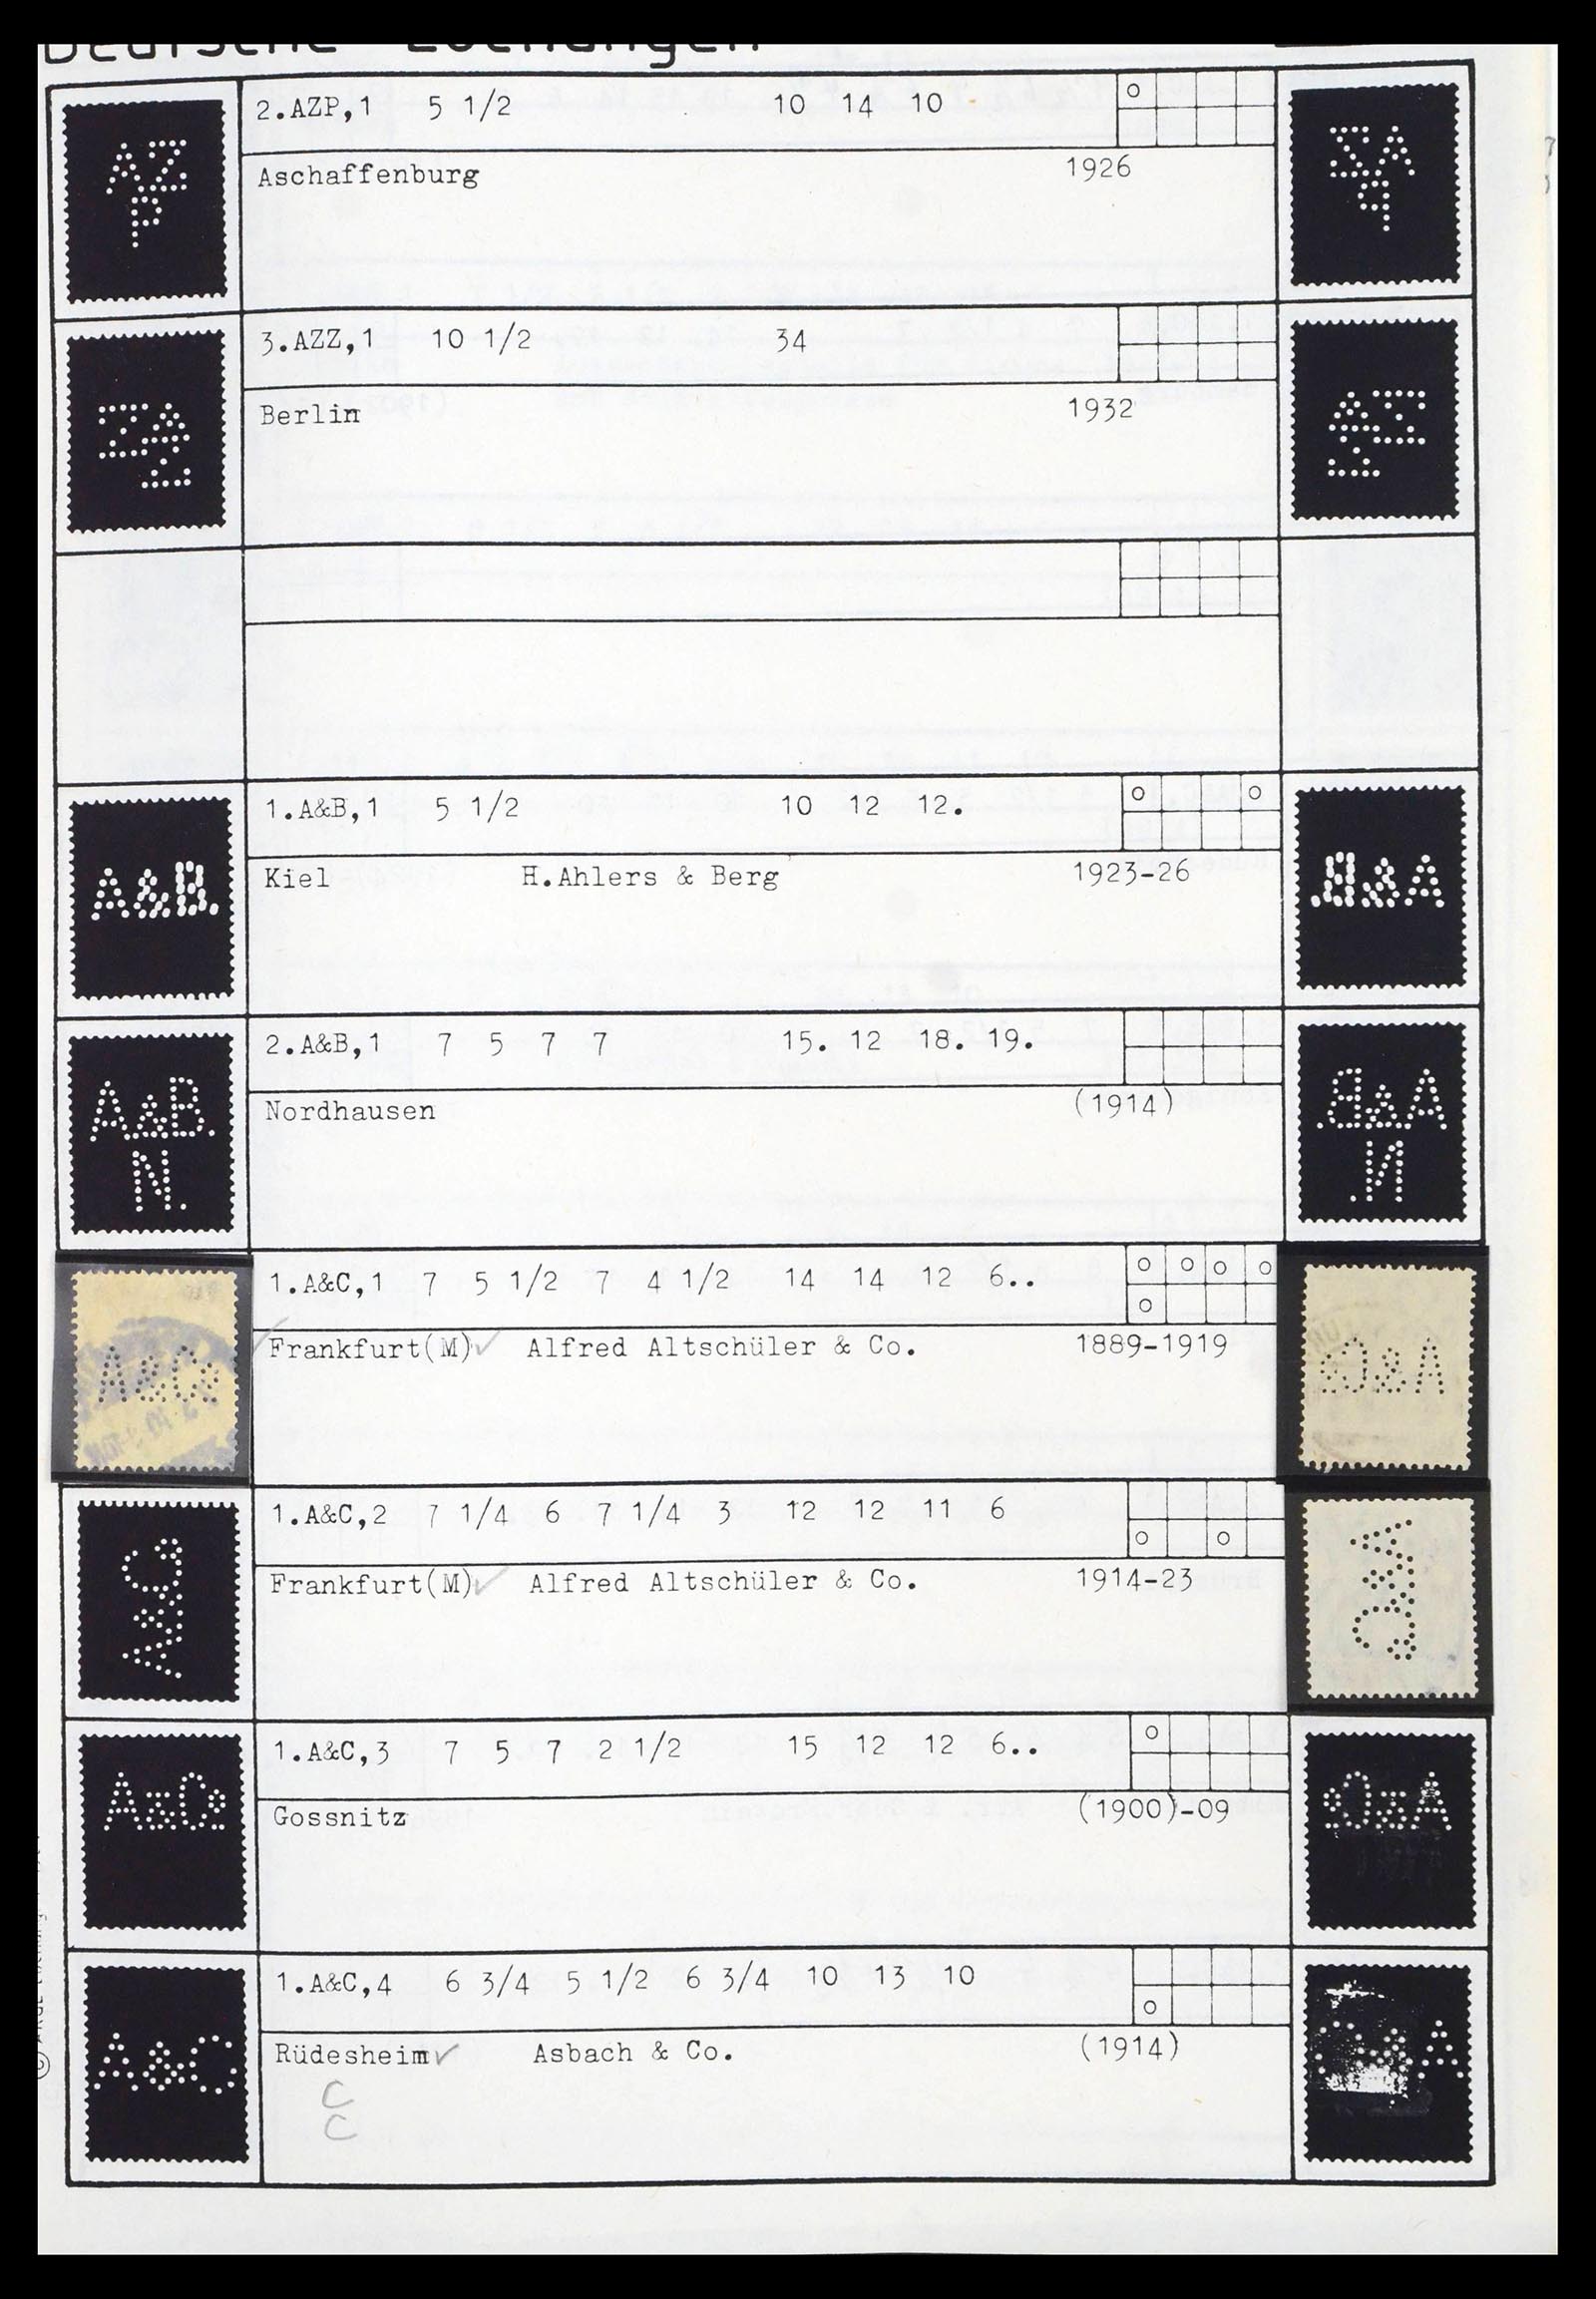 Deutsche Lochungen
AZ
P
2.AZP,1 5 1/2 10 14 10
Aschaffenburg 1926
3.AZZ,1 10 1/2 34
Berlin 1932
A&B.
1.A&B,1 5 1/2 10 12 12.
Kiel H.Ahlers & Berg 1923-26
A&B.
N.
2.A&B,1 7 5 7 7 15. 12 18. 19.
Nordhausen (1914)
A&Co
1.A&C,1 7 5 1/2 7 4 1/2 14 14 12 6..
Frankfurt(M) Alfred Altschüler & Co. 1889-1919
A&Co
1.A&C,2 7 1/4 6 7 1/4 3 12 12 11 6
Frankfurt(M) Alfred Altschüler & Co. 1914-23
A&Co
1.A&C,3 7 5 7 2 1/2 15 12 12 6..
Gossnitz (1900)-09
A&C
1.A&C,4 6 3/4 5 1/2 6 3/4 10 13 10
Rüdesheim Asbach & Co. (1914)
C
C